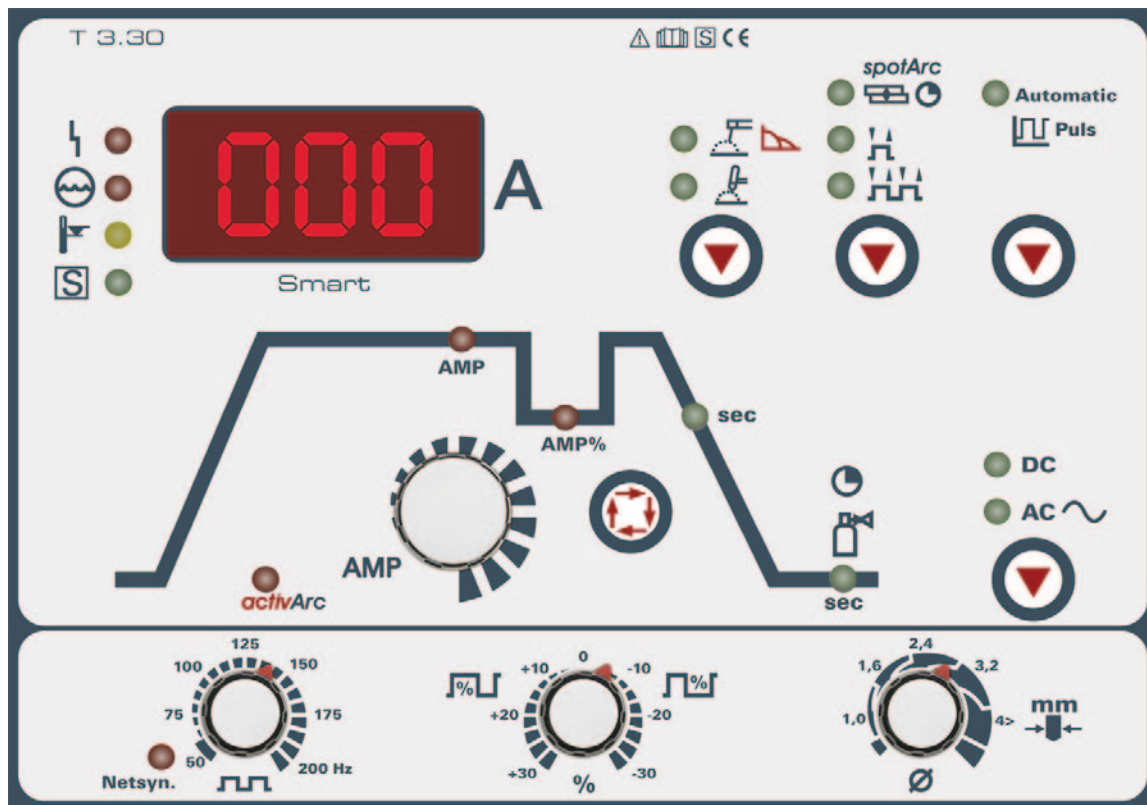 T 3.30
CE
spotArc
Automatic
Puls
000
A
S
Smart
AMP
AMP%
sec
DC
AC
AMP
activArc
sec
125
100
150
75
175
50
200 Hz
Netsyn.
0
+10
-10
%
%
+20
-20
+30
-30
%
2,4
1,6
3,2
1,0
4>
mm
Ø